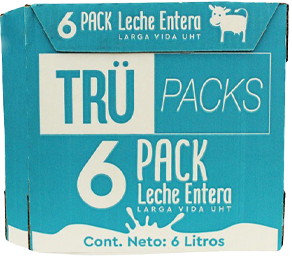 6 PACK Leche Entera
LARGA VIDA UHT
TRÜ PACKS
6 PACK
Leche Entera
LARGA VIDA UHT
Cont. Neto: 6 Litros